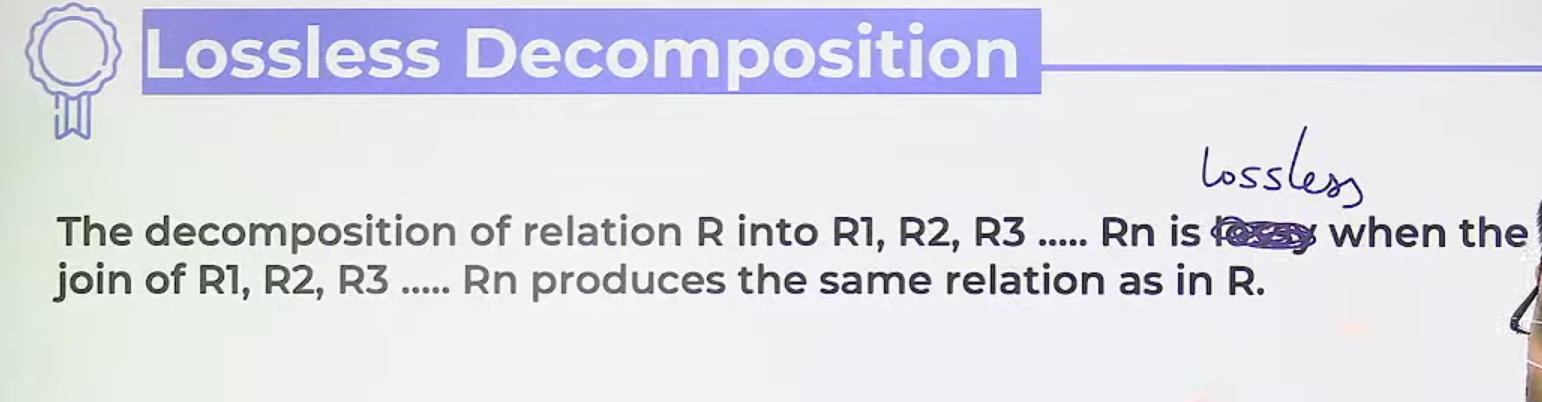 Lossless Decomposition
lossless
The decomposition of relation R into R1, R2, R3 ..... Rn is when the
join of R1, R2, R3 ..... Rn produces the same relation as in R.